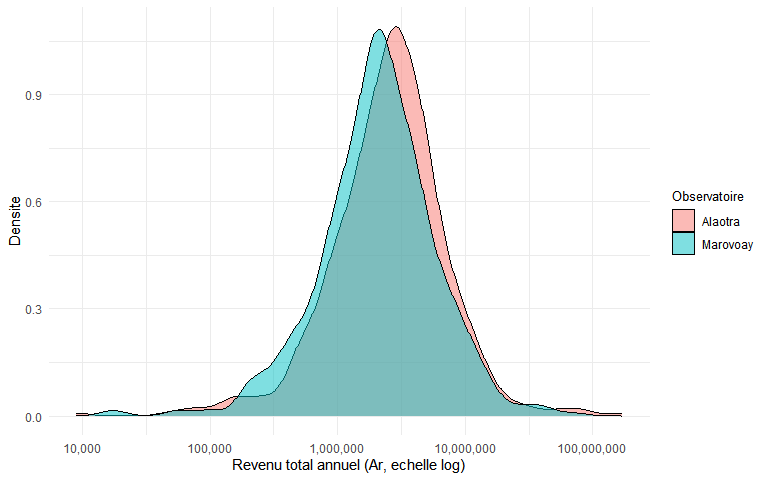 0.9
0.6
0.3
0.0
Densite
10,000 100,000 1,000,000 10,000,000 100,000,000
Revenu total annuel (Ar, echelle log)
Observatoire
Alaotra
Marovoay